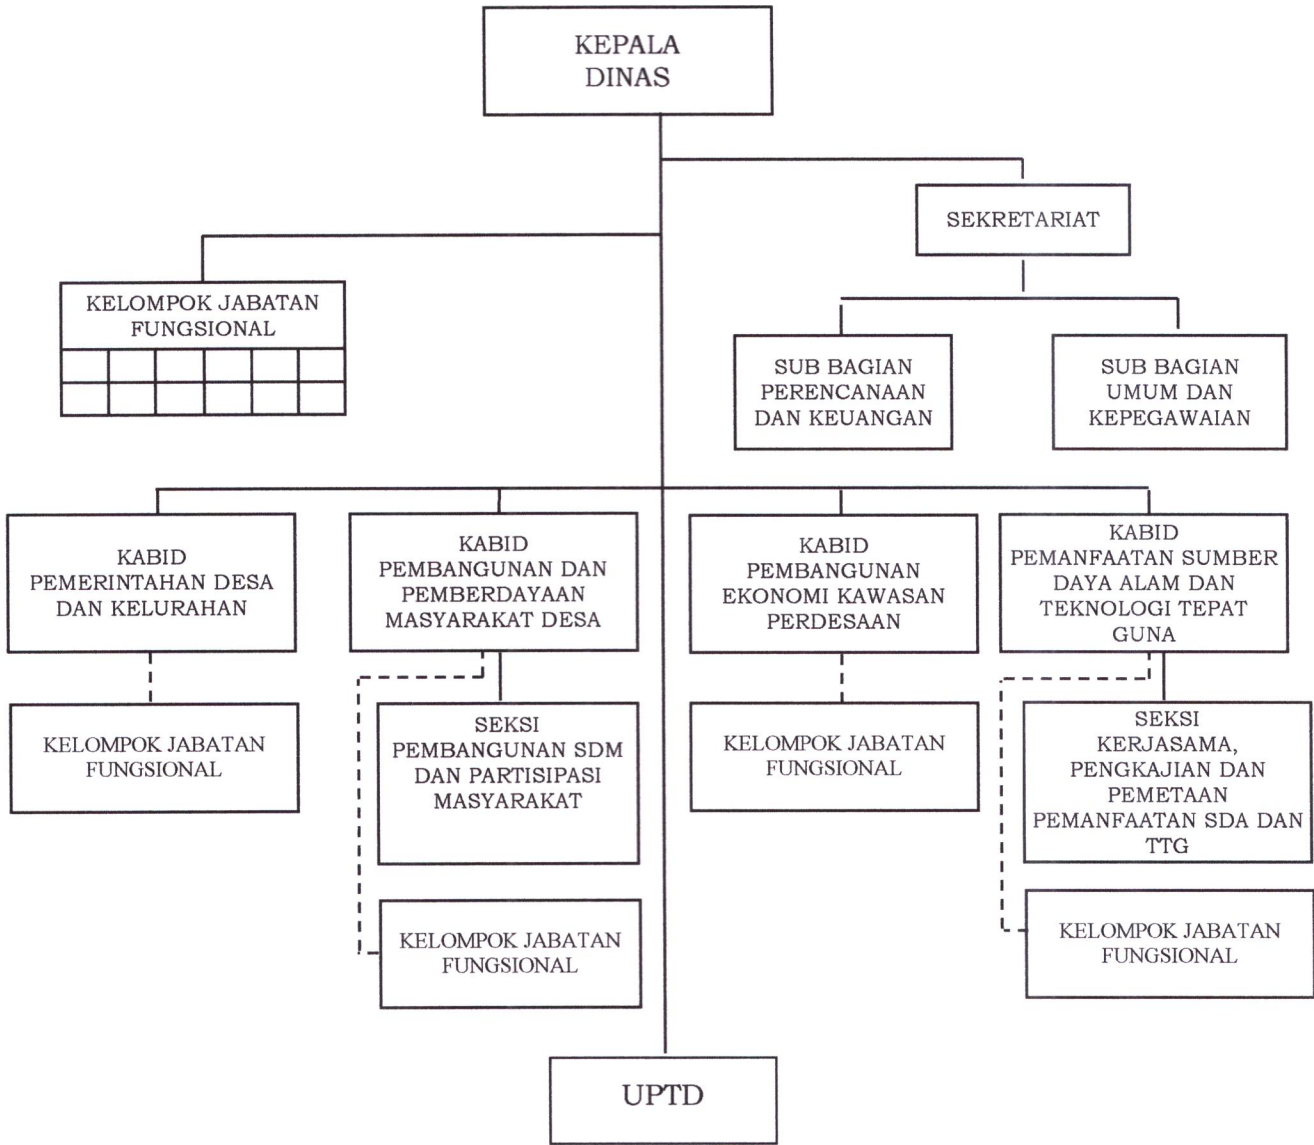 KEPALA
DINAS
SEKRETARIAT
KELOMPOK JABATAN
FUNGSIONAL
SUB BAGIAN
PERENCANAAN
DAN KEUANGAN
SUB BAGIAN
UMUM DAN
KEPEGAWAIAN
KABID
PEMERINTAHAN DESA
DAN KELURAHAN
KABID
PEMBANGUNAN DAN
PEMBERDAYAAN
MASYARAKAT DESA
KABID
PEMBANGUNAN
EKONOMI KAWASAN
PERDESAAN
KABID
PEMANFAATAN SUMBER
DAYA ALAM DAN
TEKNOLOGI TEPAT
GUNA
KELOMPOK JABATAN
FUNGSIONAL
SEKSI
PEMBANGUNAN SDM
DAN PARTISIPASI
MASYARAKAT
KELOMPOK JABATAN
FUNGSIONAL
SEKSI
KERJASAMA,
PENGKAJIAN DAN
PEMETAAN
PEMANFAATAN SDA DAN
TTG
KELOMPOK JABATAN
FUNGSIONAL
KELOMPOK JABATAN
FUNGSIONAL
UPTD